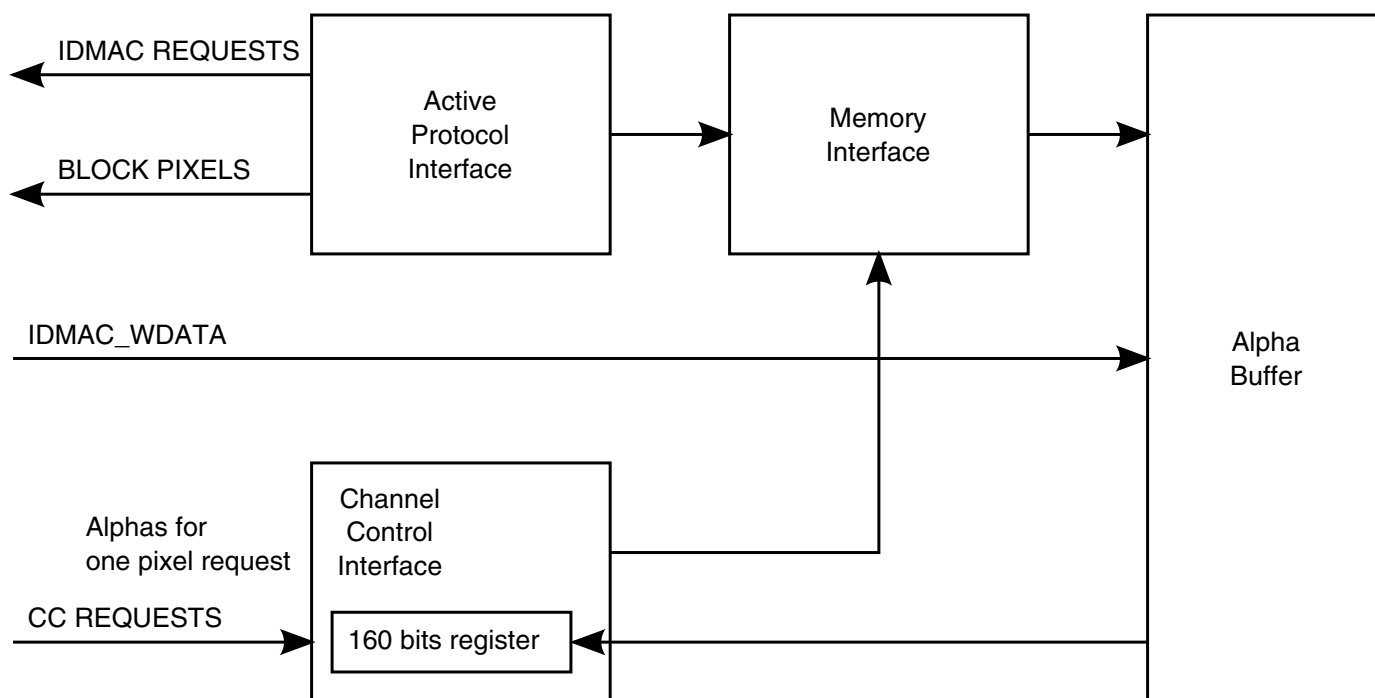 IDMAC REQUESTS
BLOCK PIXELS
Active
Protocol
Interface
Memory
Interface
IDMAC_WDATA
Alpha
Buffer
Alphas for
one pixel request
CC REQUESTS
Channel
Control
Interface
160 bits register